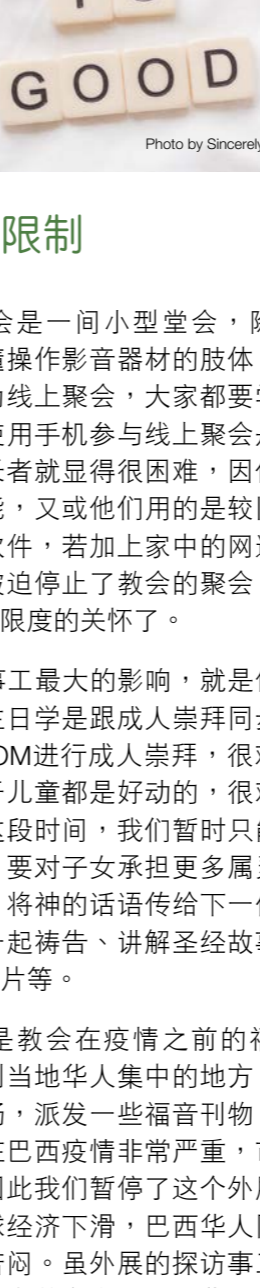 GOOD
Photo by Sincerely
限制
会是一间小型堂会，
操作影音器材的肢体
线上聚会，大家都要
使用手机参与线上聚会
长者就显得很困难，因
，又或他们用的是较
软件，若加上家中的网
被迫停止了教会的聚会
限度的关怀了。
事工最大的影响，就是
主日学是跟成人崇拜同
OM进行成人崇拜，很
儿童都是好动的，很
这段时间，我们暂时只
要对子女承担更多属
将神的话语传给下一
一起祷告、讲解圣经故
片等。
是教会在疫情之前的
到当地华人集中的地方
，派发一些福音刊物
在巴西疫情非常严重，
因此我们暂停了这个外
球经济下滑，巴西华人
苦闷。虽外展的探访事